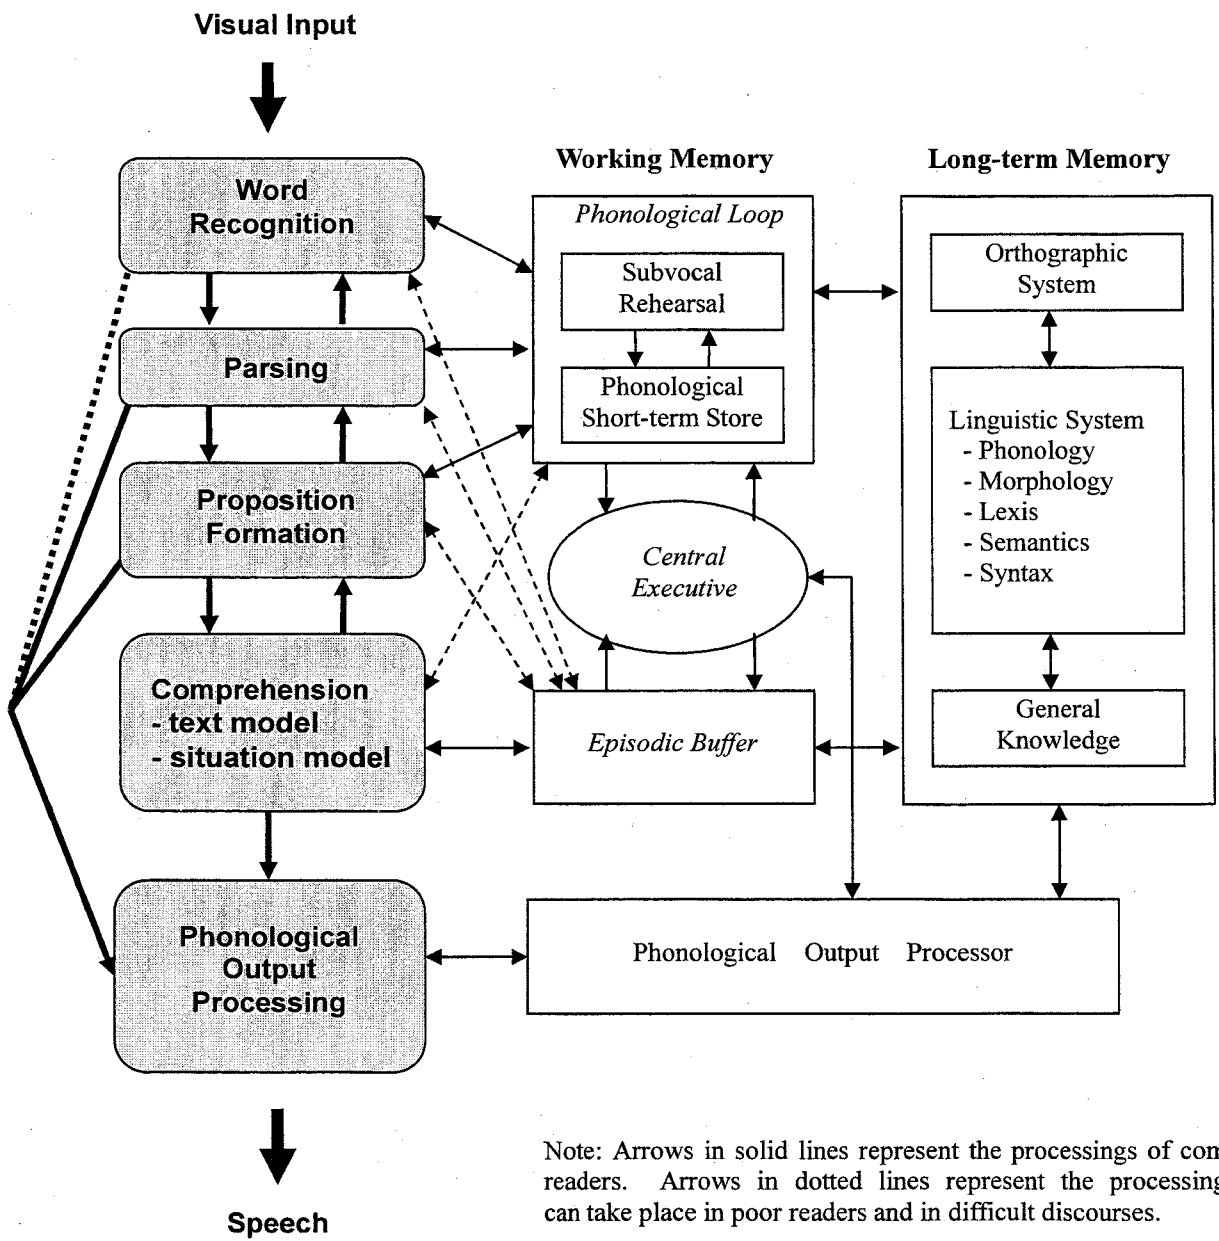 Visual Input
Word
Recognition
Parsing
Proposition
Formation
Comprehension
- text model
- situation model
Phonological
Output
Processing
Speech
Working Memory
Phonological Loop
Subvocal
Rehearsal
Phonological
Short-term Store
Central
Executive
Episodic Buffer
Long-term Memory
Orthographic
System
Linguistic System
- Phonology
- Morphology
- Lexis
- Semantics
- Syntax
General
Knowledge
Phonological Output Processor
Note: Arrows in solid lines represent the processings of com
readers. Arrows in dotted lines represent the processing
can take place in poor readers and in difficult discourses.